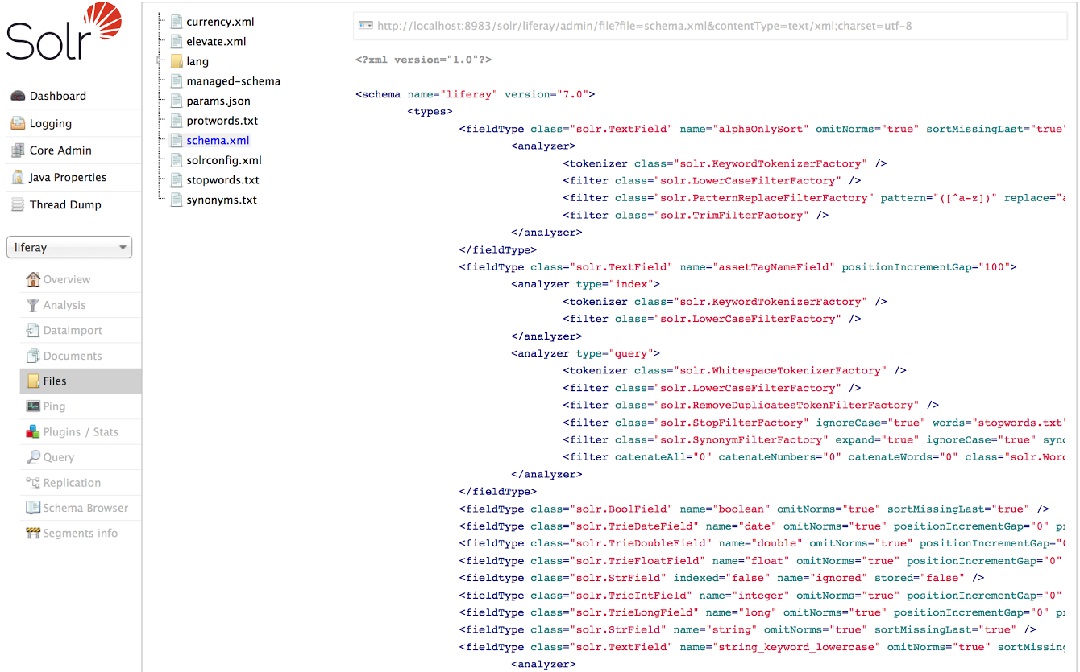 Solr
Dashboard
Logging
Core Admin
Java Properties
Thread Dump
liferay
Overview
Analysis
Dataimport
Documents
Files
Ping
Plugins / Stats
Query
Replication
Schema Browser
Segments info
currency.xml
elevate.xml
lang
managed-schema
params.json
protwords.txt
schema.xml
solrconfig.xml
stopwords.txt
synonyms.txt
http://localhost:8983/solr/liferay/admin/file?file=schema.xml&contentType=text/xml;charset=utf-8
<?xml version="1.0"?>
<schema name="liferay" version="7.0">
<types>
<fieldType class="solr.TextField" name="alphaOnlySort" omitNorms="true" sortMissingLast="true"
<analyzer>
<tokenizer class="solr.KeywordTokenizerFactory" />
<filter class="solr.LowerCaseFilterFactory" />
<filter class="solr.PatternReplaceFilterFactory" pattern="([^a-z])" replace="a
<filter class="solr.TrimFilterFactory" />
</analyzer>
</fieldType>
<fieldType class="solr.TextField" name="assetTagNameField" positionIncrementGap="100">
<analyzer type="index">
<tokenizer class="solr.KeywordTokenizerFactory" />
<filter class="solr.LowerCaseFilterFactory" />
</analyzer>
<analyzer type="query">
<tokenizer class="solr.WhitespaceTokenizerFactory" />
<filter class="solr.LowerCaseFilterFactory" />
<filter class="solr.RemoveDuplicatesTokenFilterFactory" />
<filter class="solr.StopFilterFactory" ignoreCase="true" words="stopwords.txt"
<filter class="solr.SynonymFilterFactory" expand="true" ignoreCase="true" syno
<filter catenateAll="0" catenateNumbers="0" catenateWords="0" class="solr.Word
</analyzer>
</fieldType>
<fieldType class="solr.BoolField" name="boolean" omitNorms="true" sortMissingLast="true" />
<fieldType class="solr.TrieDateField" name="date" omitNorms="true" positionIncrementGap="0" pr
<fieldType class="solr.TrieDoubleField" name="double" omitNorms="true" positionIncrementGap="0
<fieldType class="solr.TrieFloatField" name="float" omitNorms="true" positionIncrementGap="0"
<fieldtype class="solr.StrField" indexed="false" name="ignored" stored="false" />
<fieldType class="solr.TrieIntField" name="integer" omitNorms="true" positionIncrementGap="0"
<fieldType class="solr.TrieLongField" name="long" omitNorms="true" positionIncrementGap="0" pr
<fieldType class="solr.StrField" name="string" omitNorms="true" sortMissingLast="true" />
<fieldType class="solr.TextField" name="string_keyword_lowercase" omitNorms="true" sortMissing
<analyzer>